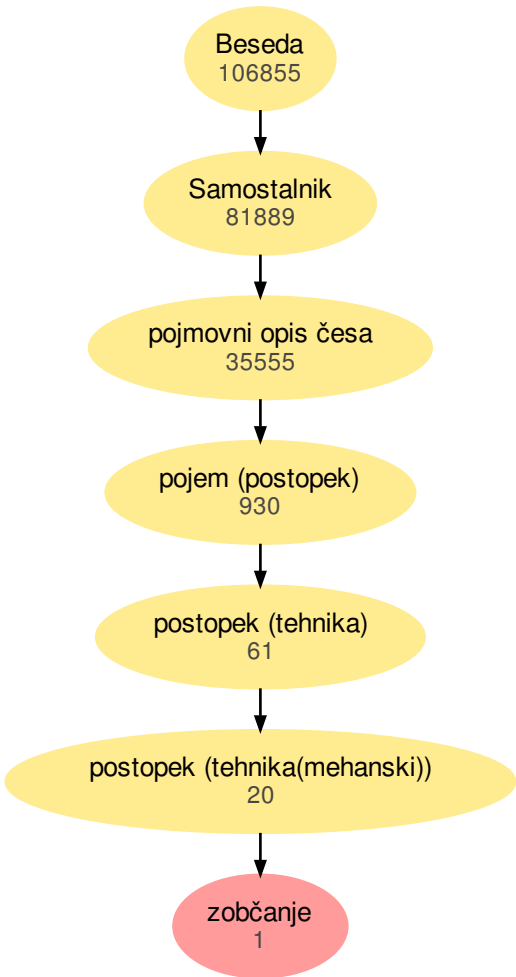 Beseda
106855
Samostalnik
81889
pojmovni opis česa
35555
pojem (postopek)
930
postopek (tehnika)
61
postopek (tehnika(mehanski))
20
zobčanje
1